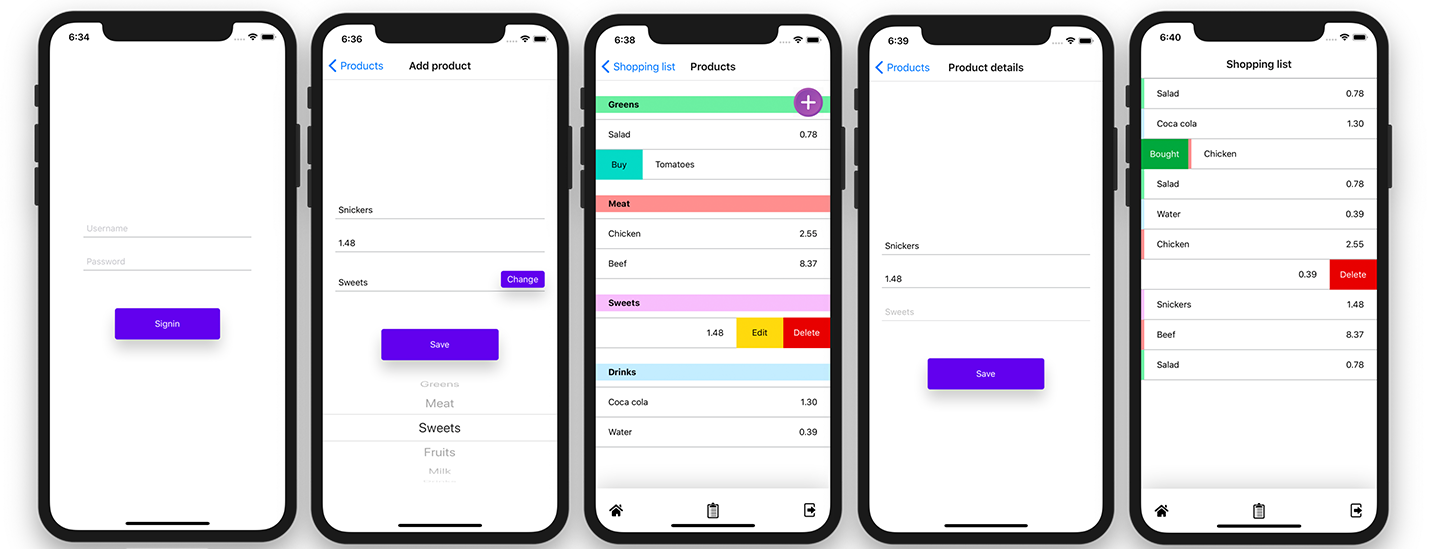 6:34
Username
Password
Signin
6:36
Products Add product
Snickers
1.48
Sweets Change
Save
Greens
Meat
Sweets
Fruits
Milk
6:38
Shopping list Products
Greens
Salad 0.78
Buy Tomatoes
Meat
Chicken 2.55
Beef 8.37
Sweets
1.48 Edit Delete
Drinks
Coca cola 1.30
Water 0.39
6:39
Products Product details
Snickers
1.48
Sweets
Save
6:40
Shopping list
Salad 0.78
Coca cola 1.30
Bought Chicken
Salad 0.78
Water 0.39
Chicken 2.55
0.39 Delete
Snickers 1.48
Beef 8.37
Salad 0.78